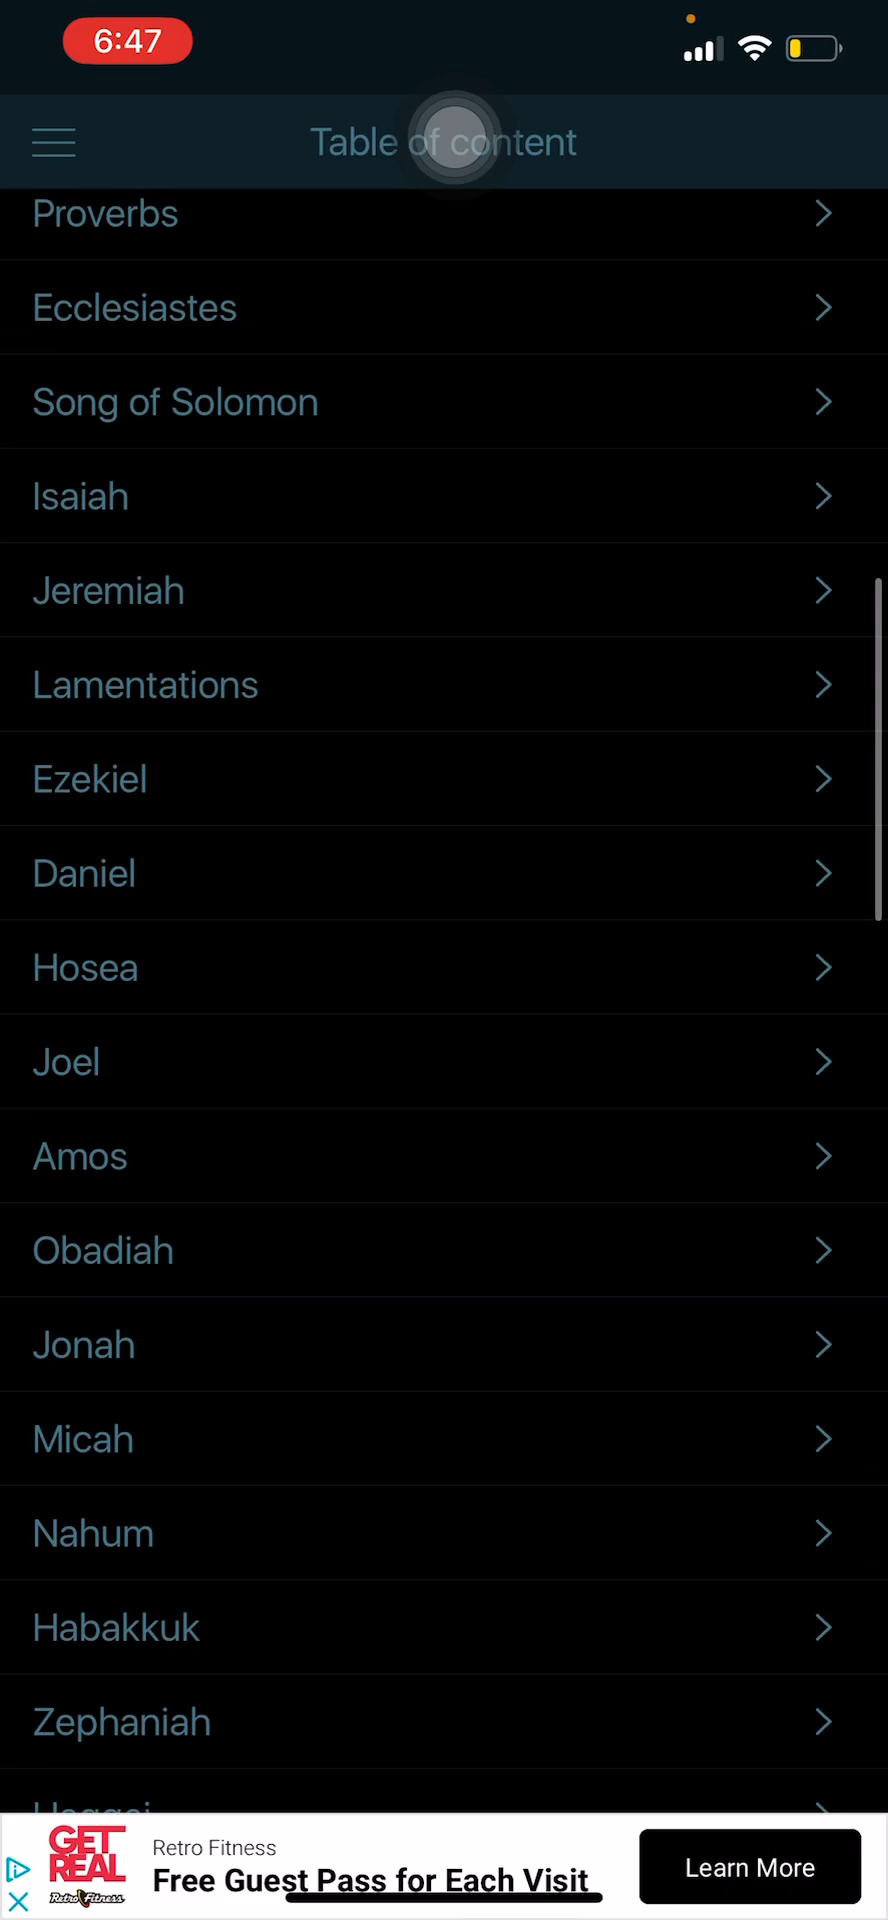 6:47
Table of content
Proverbs
Ecclesiastes
Song of Solomon
Isaiah
Jeremiah
Lamentations
Ezekiel
Daniel
Hosea
Joel
Amos
Obadiah
Jonah
Micah
Nahum
Habakkuk
Zephaniah
Haggai
GET
REAL
Retro Fitness
Retro Fitness
Free Guest Pass for Each Visit
Learn More